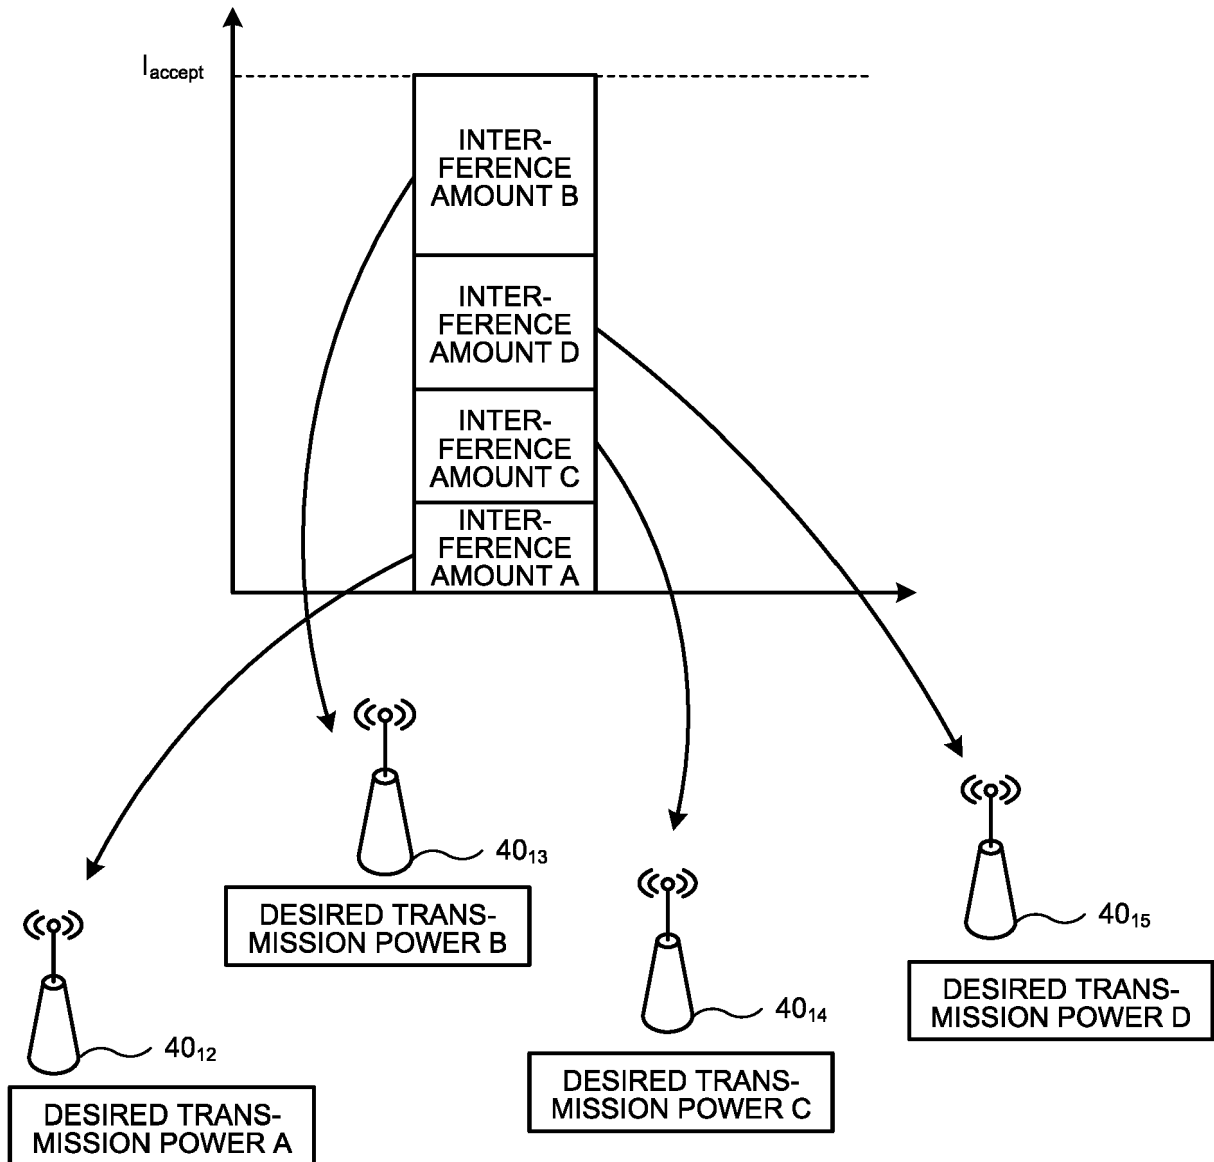 I_accept
INTER-
FERENCE
AMOUNT B
INTER-
FERENCE
AMOUNT D
INTER-
FERENCE
AMOUNT C
INTER-
FERENCE
AMOUNT A
40₁₃
DESIRED TRANS-
MISSION POWER B
40₁₅
DESIRED TRANS-
MISSION POWER D
40₁₄
DESIRED TRANS-
MISSION POWER C
40₁₂
DESIRED TRANS-
MISSION POWER A